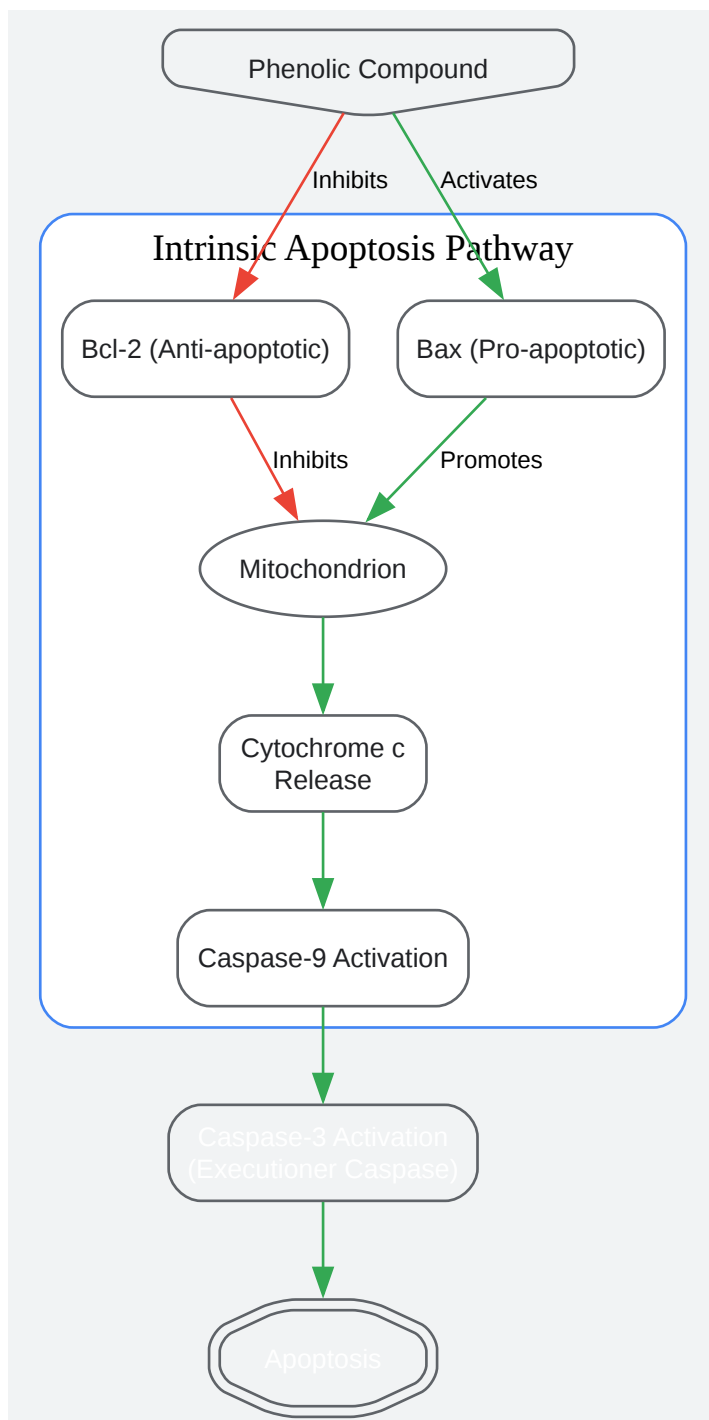 Phenolic Compound
Inhibits
Activates
Intrinsic Apoptosis Pathway
Bcl-2 (Anti-apoptotic)
Bax (Pro-apoptotic)
Inhibits
Promotes
Mitochondrion
Cytochrome c
Release
Caspase-9 Activation
Caspase-3 Activation
(Executioner Caspase)
Apoptosis